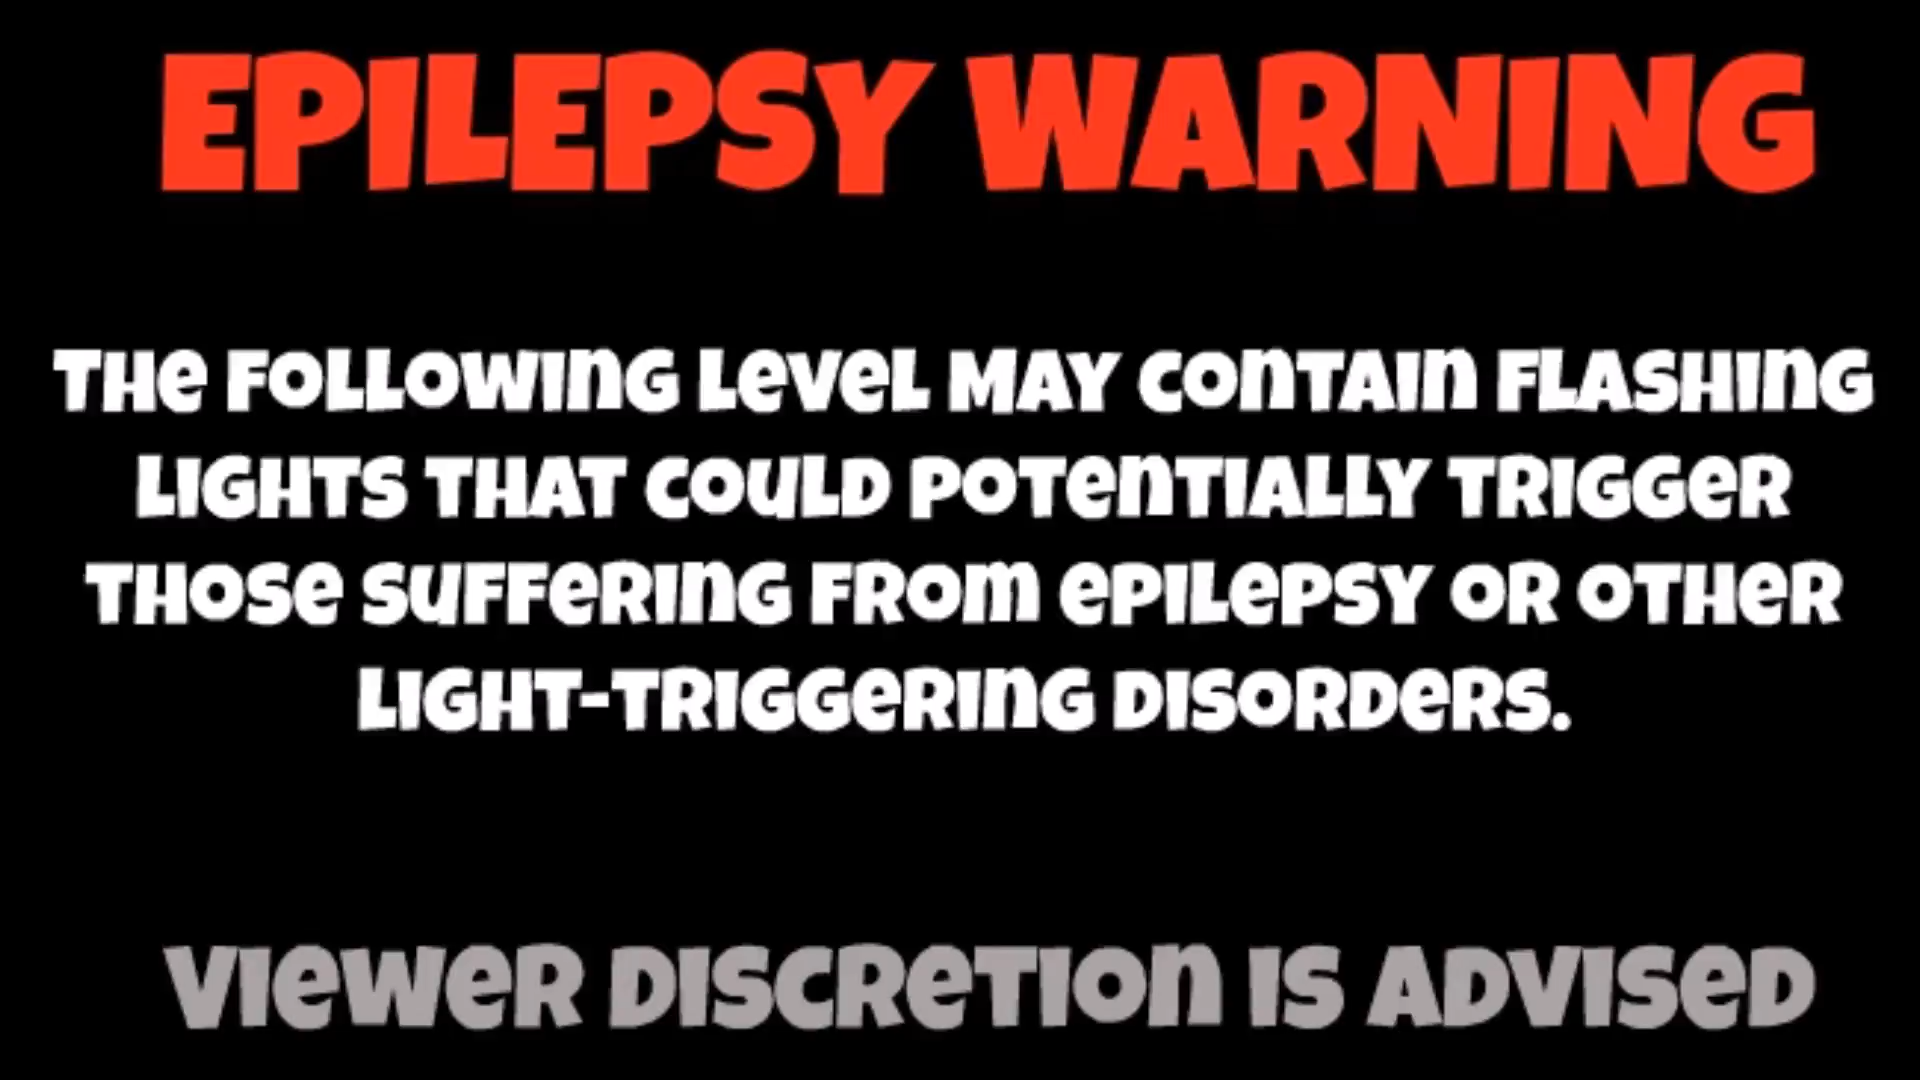 EPILEPSY WARNING
THE FOLLOWING LEVEL MAY CONTAIN FLASHING
LIGHTS THAT COULD POTENTIALLY TRIGGER
THOSE SUFFERING FROM EPILEPSY OR OTHER
LIGHT-TRIGGERING DISORDERS.
VIEWER DISCRETION IS ADVISED